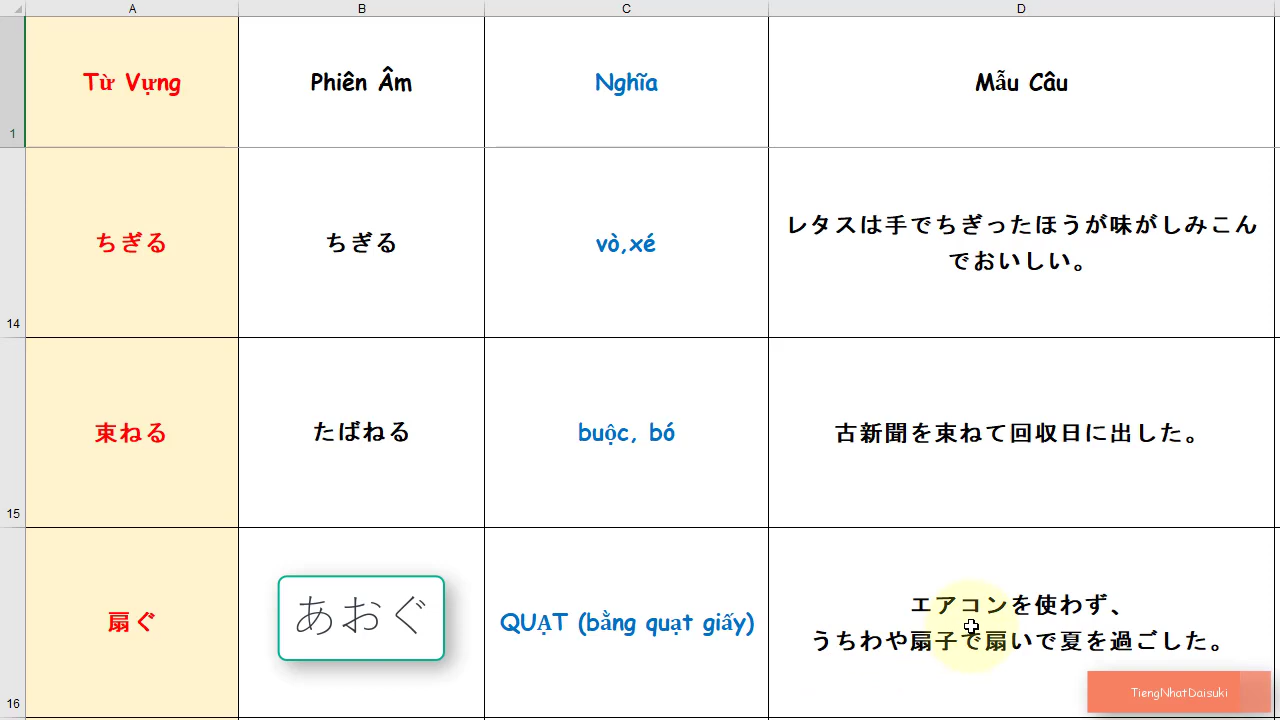 A B C D
Từ Vựng Phiên Âm Nghĩa Mẫu Câu
1
ちぎる ちぎる vò,xé レタスは手でちぎったほうが味がしみこん
でおいしい。
14
束ねる たばねる buộc, bó 古新聞を束ねて回収日に出した。
15
扇ぐ あおぐ QUẠT (bằng quạt giấy) エアコンを使わず、
うちわや扇子で扇いで夏を過ごした。
16
TiengNhatDaisuki